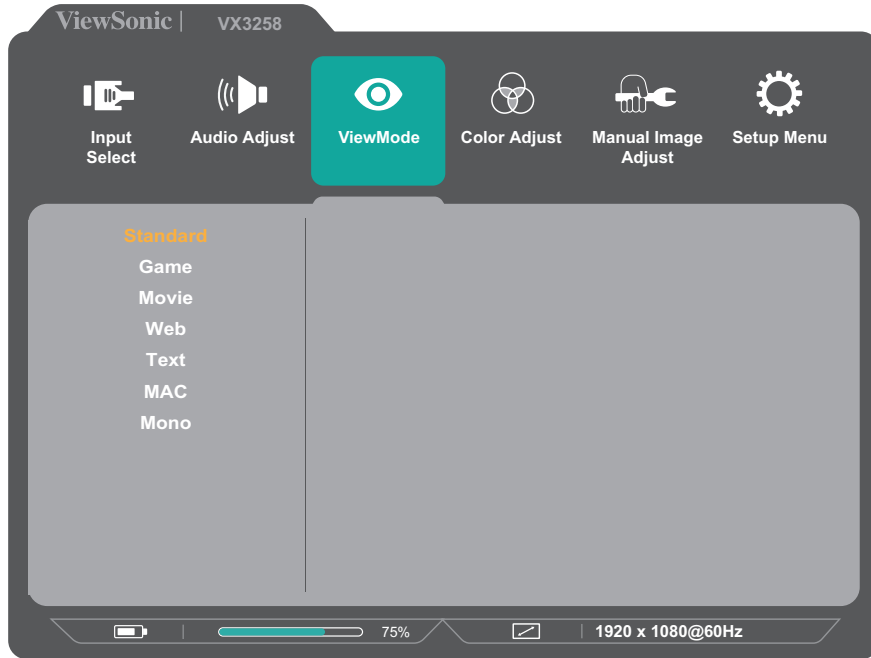 ViewSonic | VX3258
Input
Select
Audio Adjust
ViewMode
Color Adjust
Manual Image
Adjust
Setup Menu
Standard
Game
Movie
Web
Text
MAC
Mono
75%
1920 x 1080@60Hz